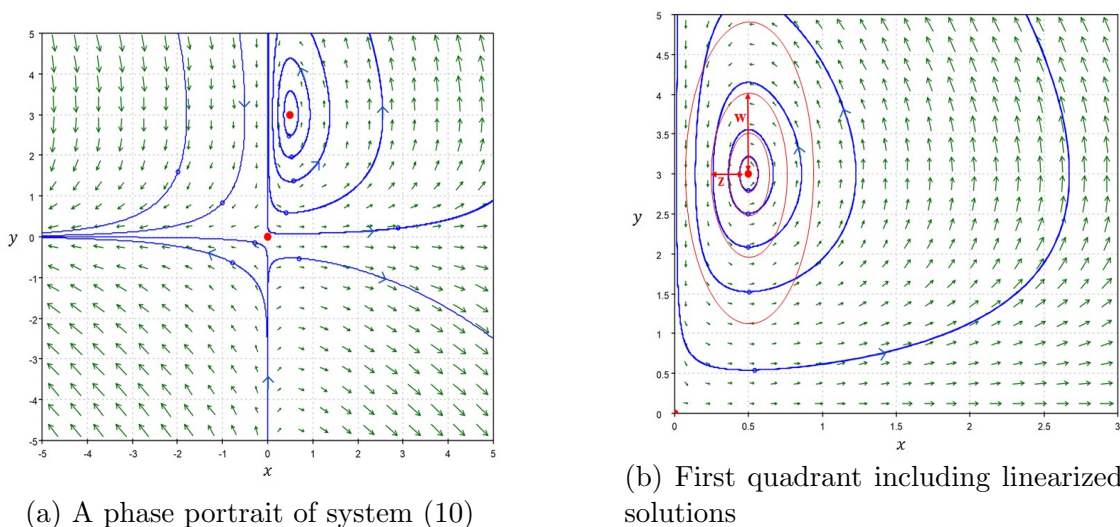 5
4
3
2
1
0
-1
-2
-3
-4
-5
y
-5 -4 -3 -2 -1 0 1 2 3 4 5
x
(a) A phase portrait of system (10)
5
4.5
4
3.5
3
2.5
2
1.5
1
0.5
0
y
W
Z
0 0.5 1 1.5 2 2.5 3
x
(b) First quadrant including linearized
solutions